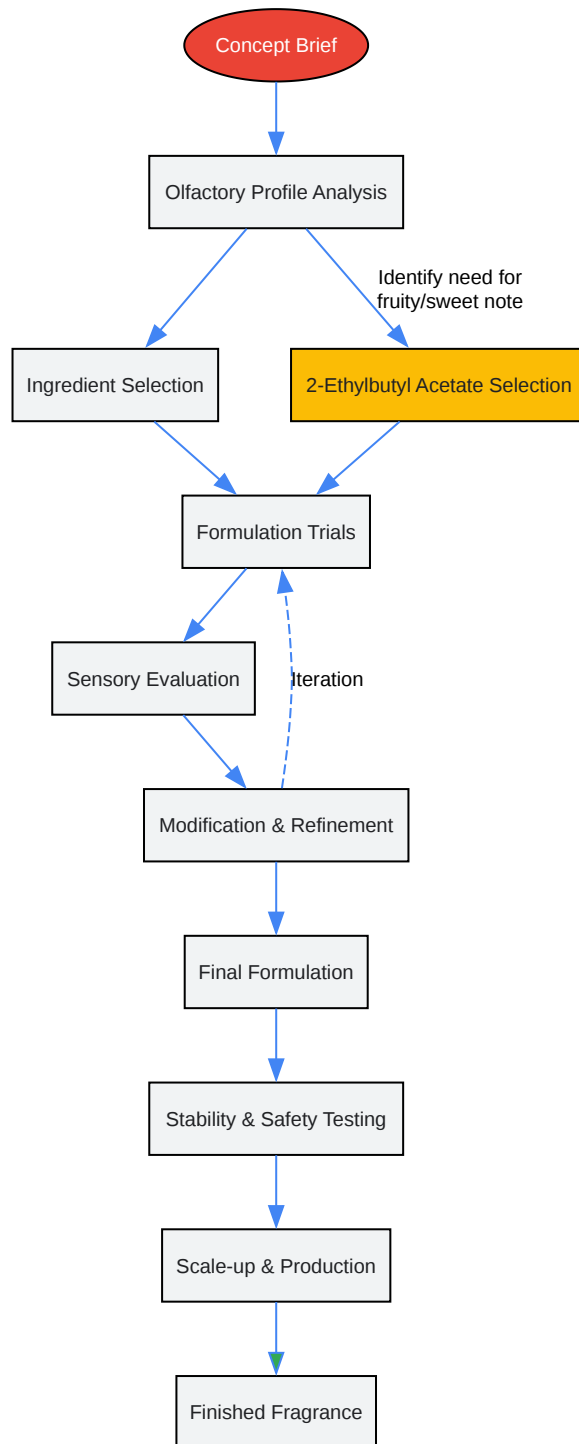 Concept Brief
Olfactory Profile Analysis
Identify need for
fruity/sweet note
Ingredient Selection
2-Ethylbutyl Acetate Selection
Formulation Trials
Sensory Evaluation
Iteration
Modification & Refinement
Final Formulation
Stability & Safety Testing
Scale-up & Production
Finished Fragrance